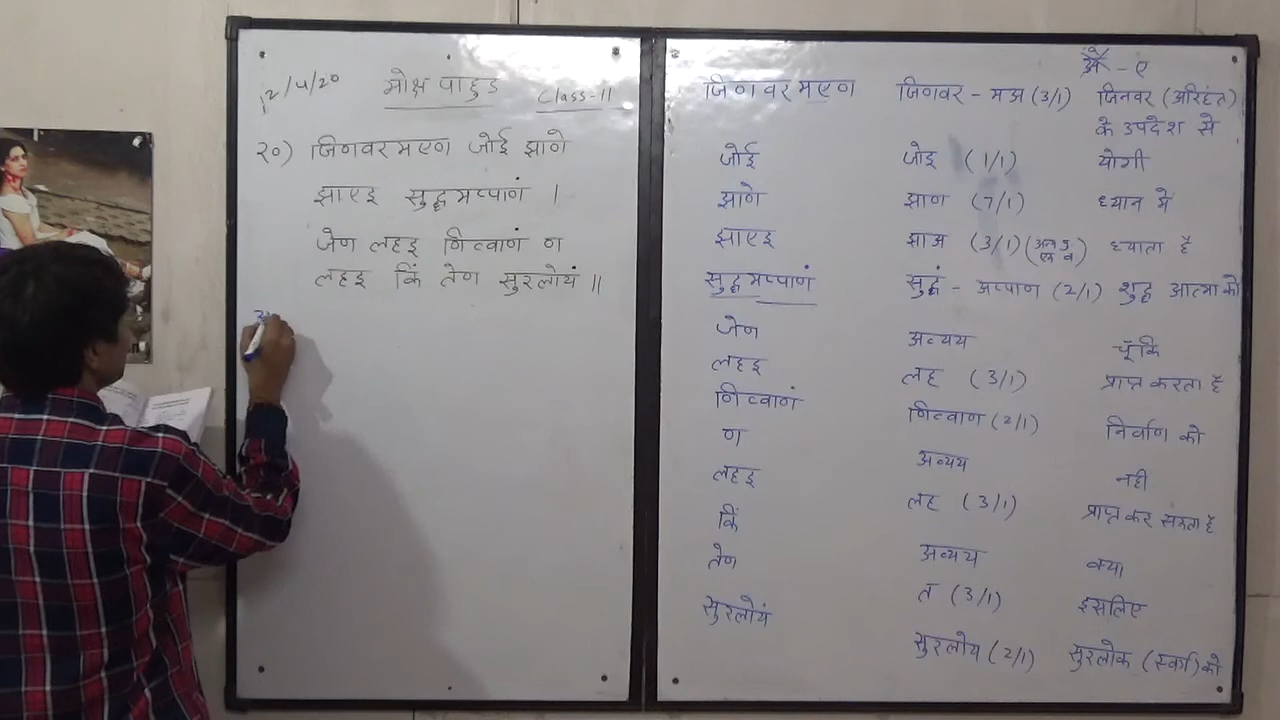 12/4/20 मोक्ष पाहुड Class-11
२०) जिणवरमएण जोई झाणे
झाएइ सुद्धमप्पाणं ।
जेण लहइ णिव्वाणं ण
लहइ किं तेण सुरलोयं ॥
जिणवरमएण जिणवर - मअ (3/1) जिनवर (अरिहंत)
के उपदेश से
जोई जोइ (1/1) योगी
झाणे झाण (7/1) ध्यान में
झाएइ झाअ (3/1) ध्याता है
सुद्धमप्पाणं सुद्धं - अप्पाण (2/1) शुद्ध आत्मा को
जेण अव्यय चूँकि
लहइ लह (3/1) प्राप्त करता है
णिव्वाणं णिव्वाण (2/1) निर्वाण को
ण अव्यय नही
लहइ लह (3/1) प्राप्त कर सकता है
किं अव्यय क्या
तेण त (3/1) इसलिए
सुरलोयं सुरलोय (2/1) सुरलोक (स्वर्ग) को